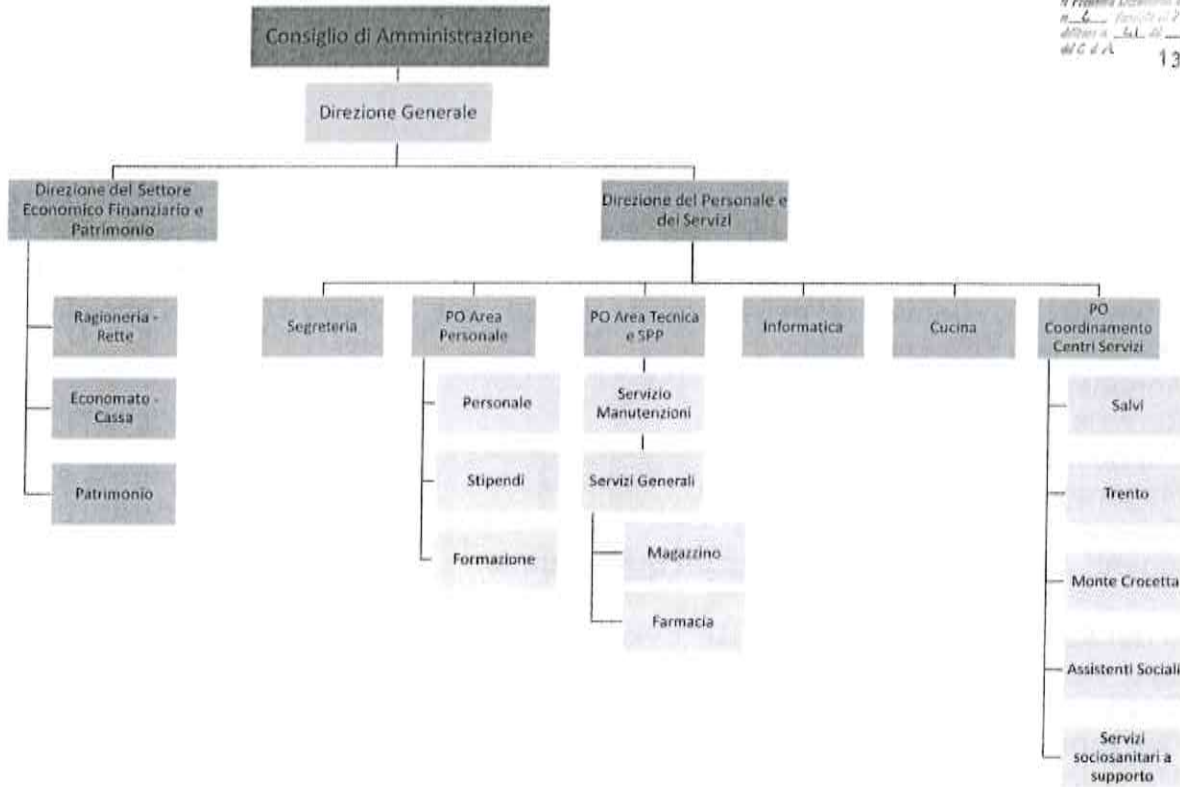 Consiglio di Amministrazione
Direzione Generale
Direzione del Settore
Economico Finanziario e
Patrimonio
Direzione del Personale e
dei Servizi
Ragioneria -
Rette
Economato -
Cassa
Patrimonio
Segreteria
PO Area
Personale
Personale
Stipendi
Formazione
PO Area Tecnica
e SPP
Servizio
Manutenzioni
Servizi Generali
Magazzino
Farmacia
Informatica
Cucina
PO
Coordinamento
Centri Servizi
Salvi
Trento
Monte Crocetta
Assistenti Sociali
Servizi
sociosanitari a
supporto
del C d A
13